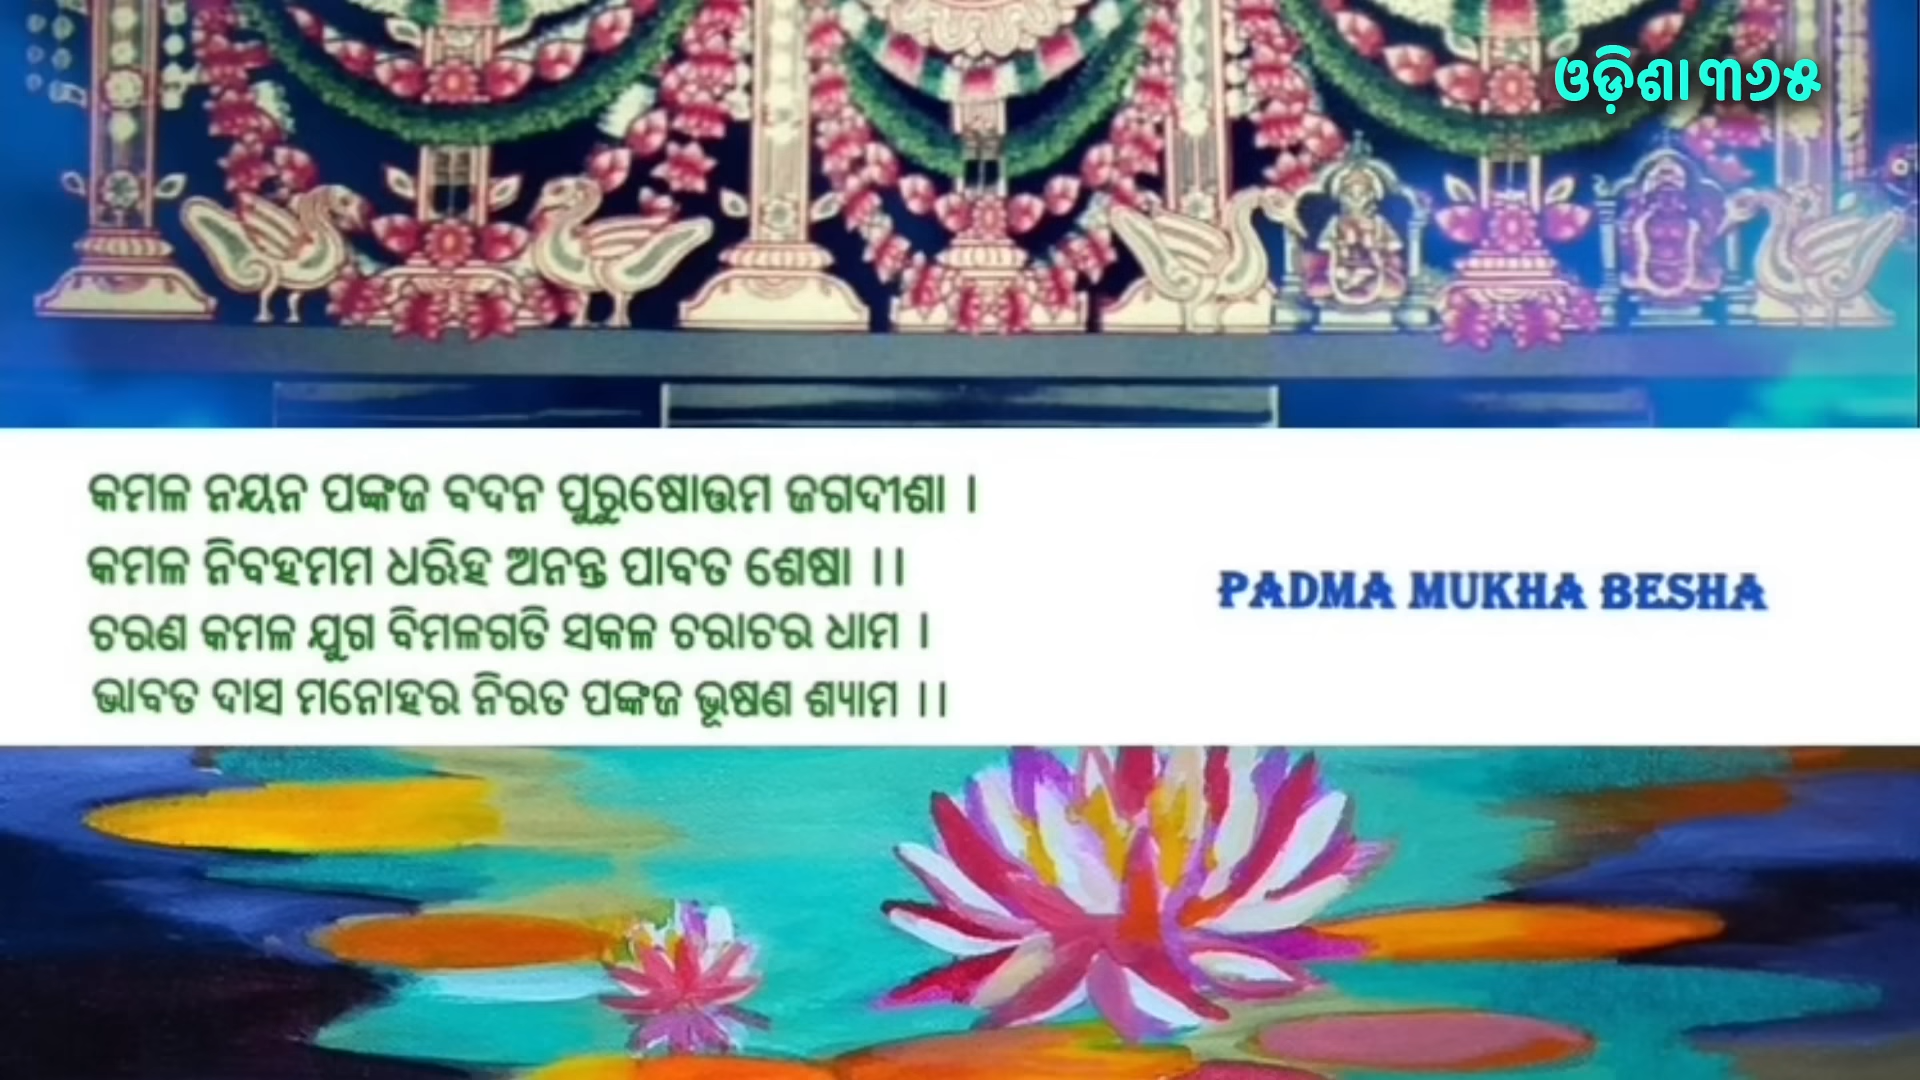 ଓଡ଼ିଶା ୩୬୫
କମଳ ନୟନ ପଙ୍କଜ ବଦନ ପୁରୁଷୋତ୍ତମ ଜଗଦୀଶା ।
କମଳ ନିବହମମ ଧଈହ ଅନନ୍ତ ପାବତ ଶେଷା ।।
ଚରଣ କମଳ ଯୁଗ ବିମଳଗତି ସକଳ ଚରାଚର ଧାମ ।
ଭାବତ ଦାସ ମନୋହର ନିରତ ପଙ୍କଜ ଭୂଷଣ ଶ୍ୟାମ ।।
PADMA MUKHA BESHA